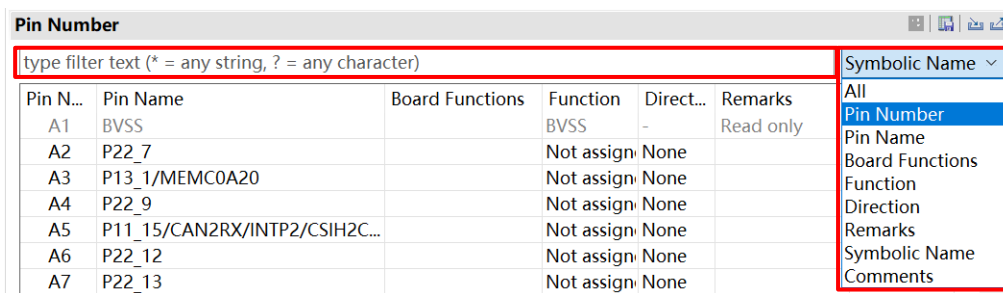 Pin Number
type filter text (* = any string, ? = any character)
Symbolic Name
Pin N... Pin Name Board Functions Function Direct... Remarks
A1 BVSS BVSS - Read only
A2 P22_7 Not assign None
A3 P13_1/MEMC0A20 Not assign None
A4 P22_9 Not assign None
A5 P11_15/CAN2RX/INTP2/CSIH2C... Not assign None
A6 P22_12 Not assign None
A7 P22_13 Not assign None
All
Pin Number
Pin Name
Board Functions
Function
Direction
Remarks
Symbolic Name
Comments